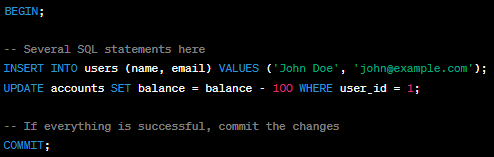 BEGIN;
-- Several SQL statements here
INSERT INTO users (name, email) VALUES ('John Doe', 'john@example.com');
UPDATE accounts SET balance = balance - 100 WHERE user_id = 1;
-- If everything is successful, commit the changes
COMMIT;